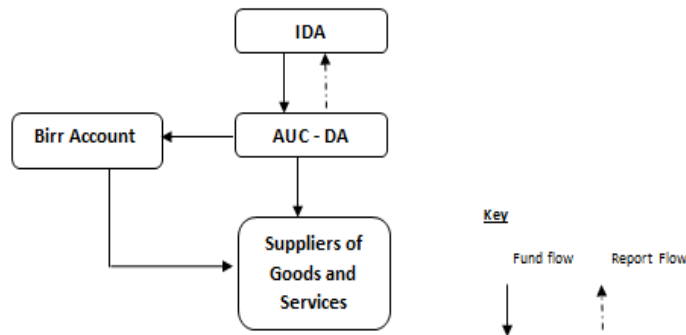 IDA
Birr Account
AUC - DA
Suppliers of
Goods and
Services
Key
Fund flow
Report Flow